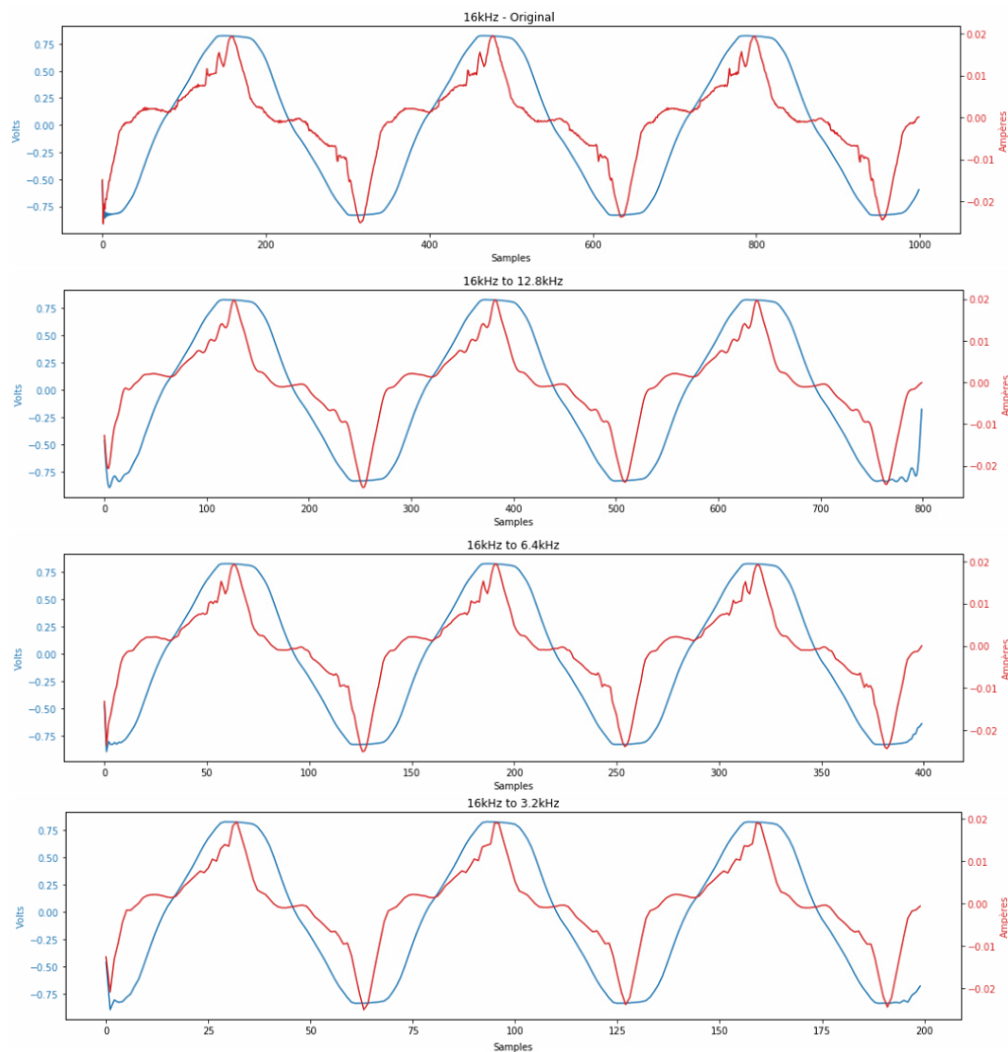 16kHz - Original
0.75
0.50
0.25
0.00
−0.25
−0.50
−0.75
Volts
0.02
0.01
0.00
−0.01
−0.02
Ampères
0 200 400 600 800 1000
Samples
16kHz to 12.8kHz
0.75
0.50
0.25
0.00
−0.25
−0.50
−0.75
Volts
0.02
0.01
0.00
−0.01
−0.02
Ampères
0 100 200 300 400 500 600 700 800
Samples
16kHz to 6.4kHz
0.75
0.50
0.25
0.00
−0.25
−0.50
−0.75
Volts
0.02
0.01
0.00
−0.01
−0.02
Ampères
0 50 100 150 200 250 300 350 400
Samples
16kHz to 3.2kHz
0.75
0.50
0.25
0.00
−0.25
−0.50
−0.75
Volts
0.02
0.01
0.00
−0.01
−0.02
Ampères
0 25 50 75 100 125 150 175 200
Samples